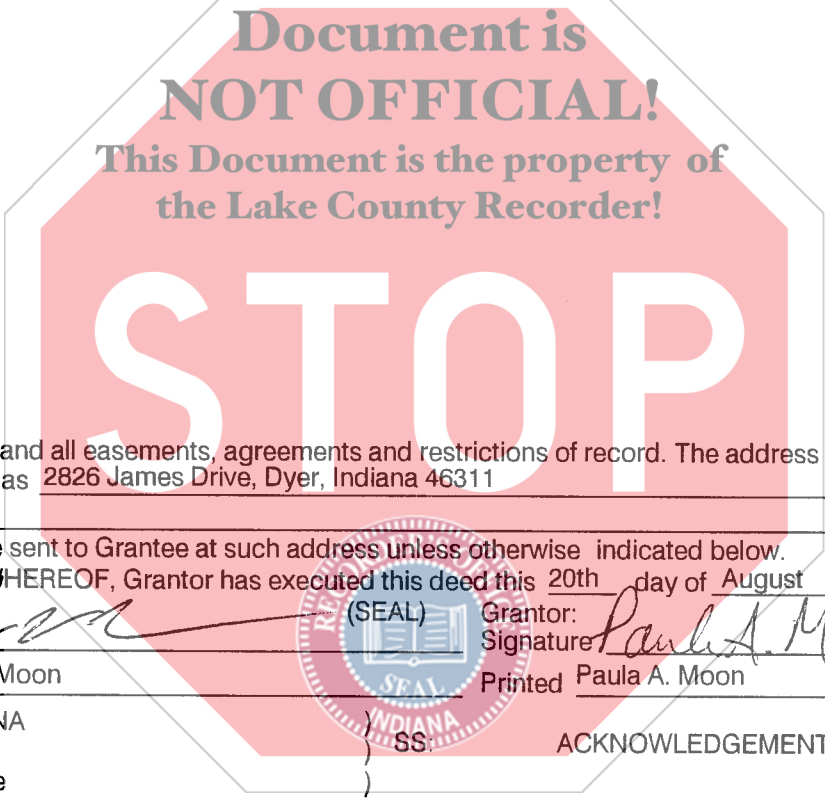 Document is
NOT OFFICIAL!
This Document is the property of
the Lake County Recorder!
STOP
and all easements, agreements and restrictions of record. The address
as 2826 James Drive, Dyer, Indiana 46311
sent to Grantee at such address unless otherwise indicated below.
HEREOF, Grantor has executed this deed this 20th day of August
(SEAL) Grantor:
Signature Paula A. M
Moon Printed Paula A. Moon
SEAL
INDIANA
NA ) SS: ACKNOWLEDGEMENT
)